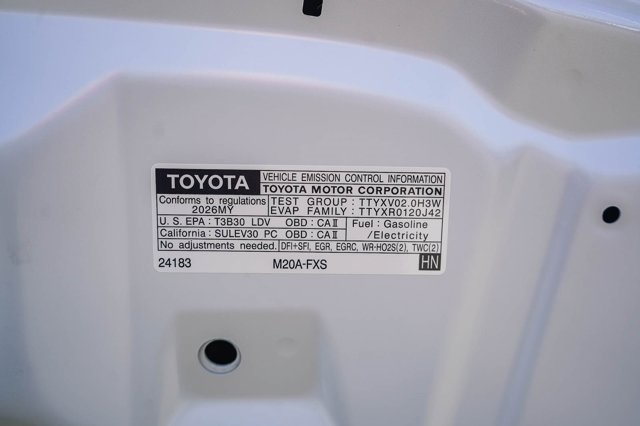 TOYOTA VEHICLE EMISSION CONTROL INFORMATION
TOYOTA MOTOR CORPORATION
Conforms to regulations TEST GROUP : TTYXV02.0H3W
2026MY EVAP FAMILY : TTYXR0120J42
U.S. EPA : T3B30 LDV OBD : CAⅡ Fuel : Gasoline
California : SULEV30 PC OBD : CAⅡ /Electricity
No adjustments needed. DFI+SFI, EGR, EGRC, WR-HO2S(2), TWC(2)
24183 M20A-FXS HN